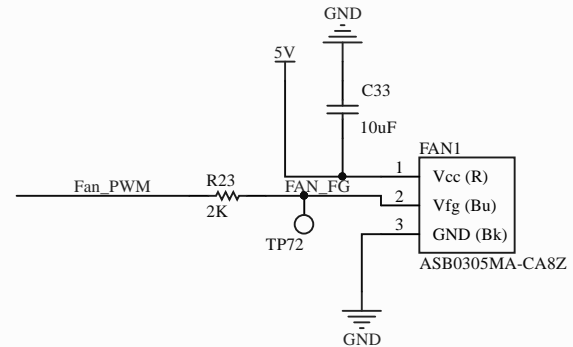 GND
5V
C33
10uF
FAN1
1
Vcc (R)
Fan_PWM
R23
FAN_FG
2K
2
Vfg (Bu)
3
GND (Bk)
TP72
ASB0305MA-CA8Z
GND